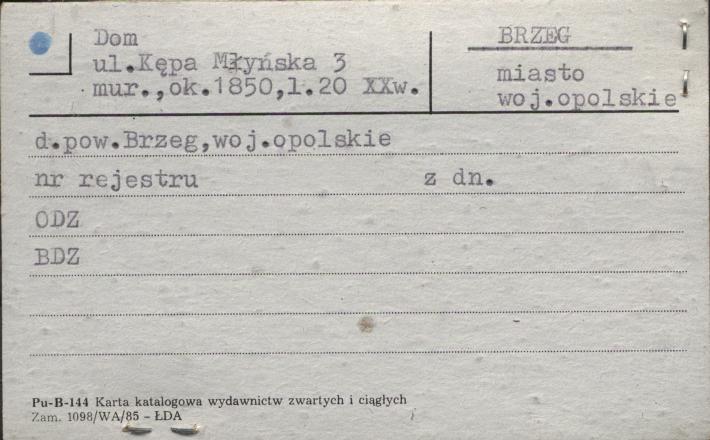 Dom
ul.Kępa Młyńska 3
mur.,ok.1850,l.20 XXw.
BRZEG
miasto
woj.opolskie
d.pow.Brzeg,woj.opolskie
nr rejestru z dn.
ODZ
BDZ
Pu-B-144 Karta katalogowa wydawnictw zwartych i ciągłych
Zam. 1098/WA/85 - ŁDA